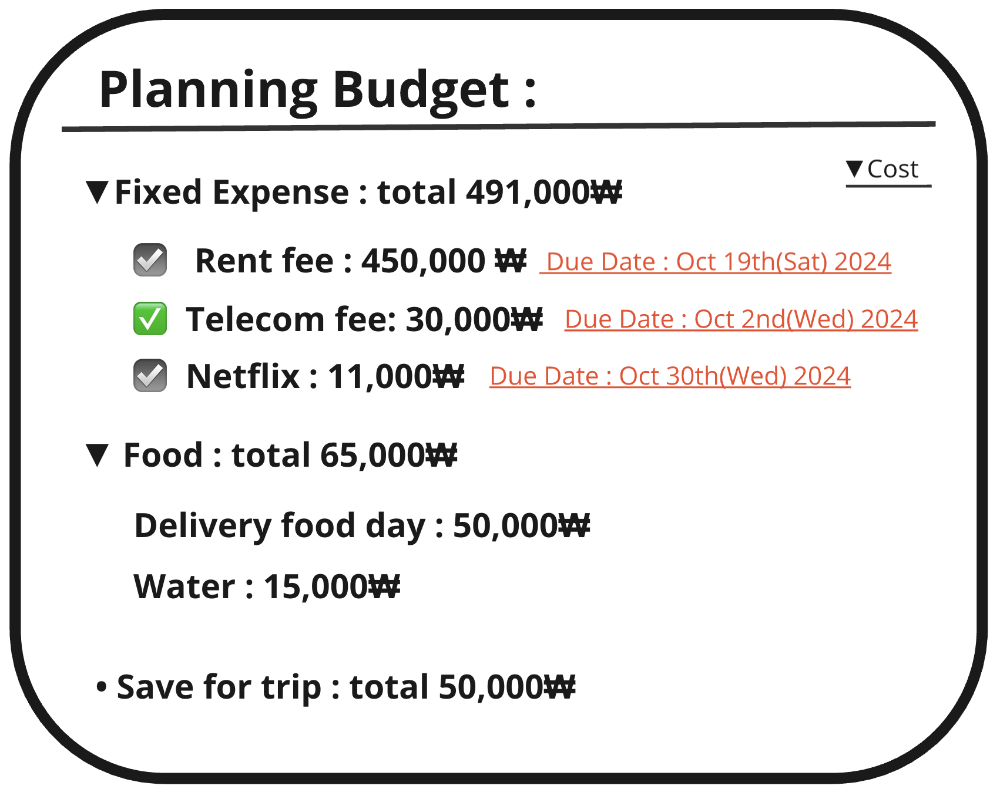 Planning Budget :
▼Cost
▼Fixed Expense : total 491,000₩
Rent fee : 450,000 ₩ Due Date : Oct 19th(Sat) 2024
Telecom fee: 30,000₩ Due Date : Oct 2nd(Wed) 2024
Netflix : 11,000₩ Due Date : Oct 30th(Wed) 2024
▼ Food : total 65,000₩
Delivery food day : 50,000₩
Water : 15,000₩
• Save for trip : total 50,000₩